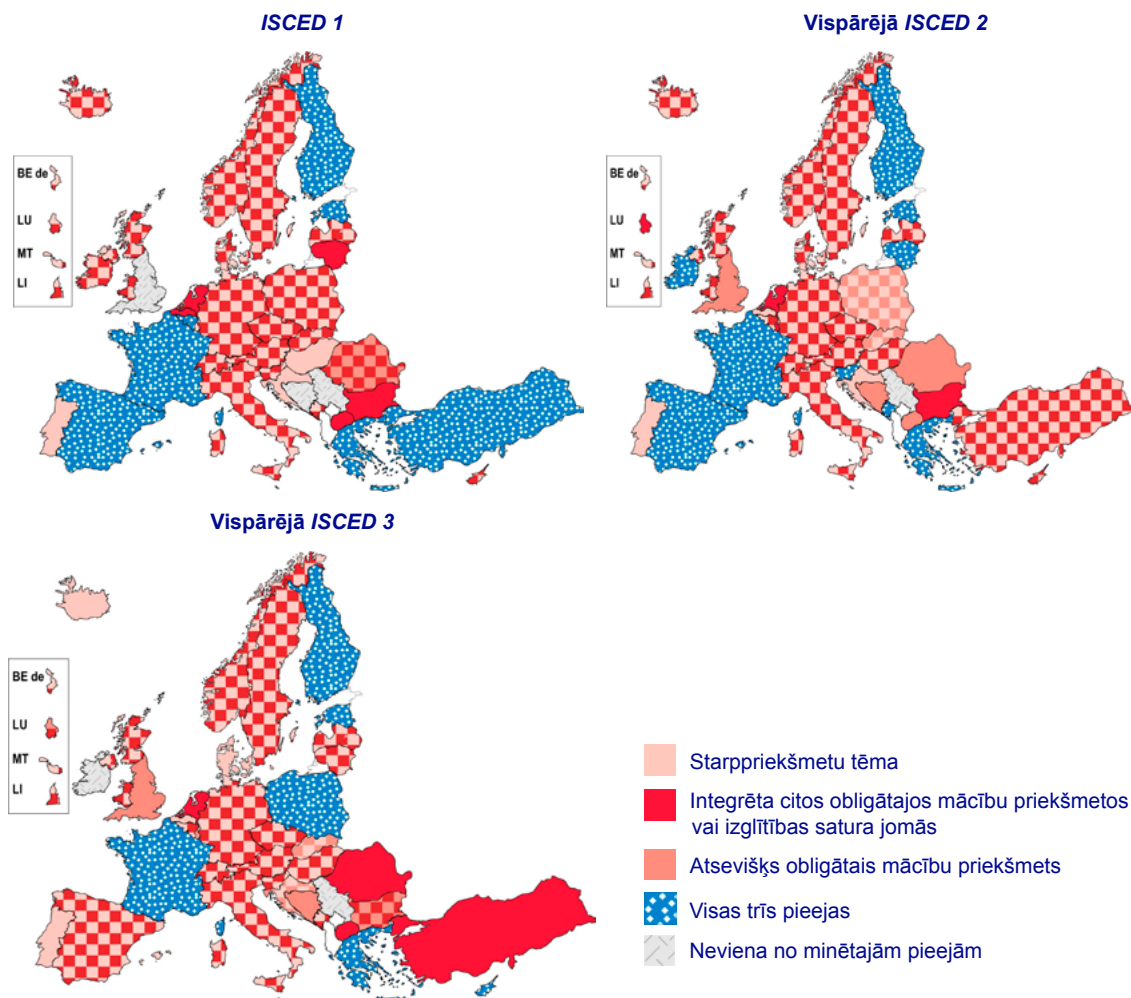 ISCED 1
Vispārējā ISCED 2
BE de
LU
MT
LI
BE de
LU
MT
LI
Vispārējā ISCED 3
BE de
LU
MT
LI
Starppriekšmetu tēma
Integrēta citos obligātajos mācību priekšmetos
vai izglītības satura jomās
Atsevišķs obligātais mācību priekšmets
Visas trīs pieejas
Neviena no minētajām pieejām